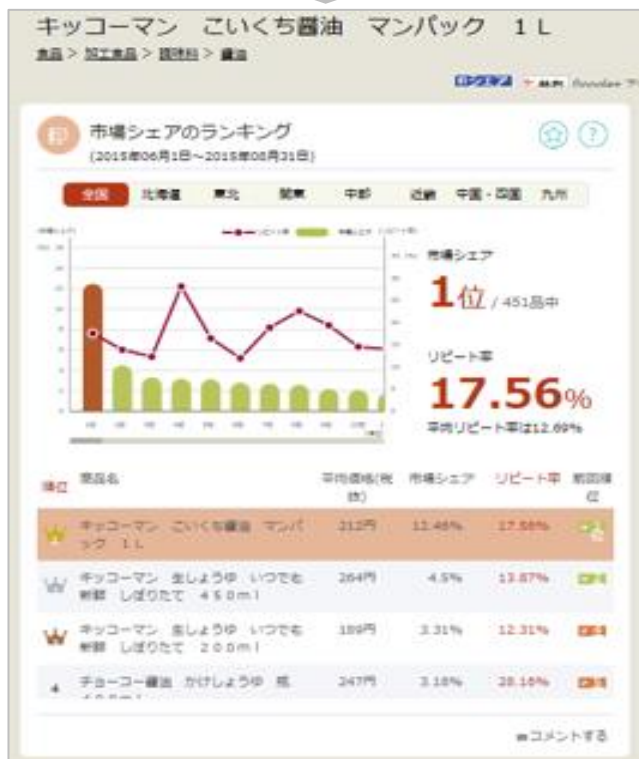 キッコーマン こいくち醤油 マンパック 1L
食品 > 加工食品 > 調味料 > 醤油
市場シェアのランキング
(2015年06月1日～2015年08月31日)
全国 北海道 東北 関東 中部 近畿 中国・四国 九州
市場シェア
1位 / 451品中
リピート率
17.56%
平均リピート率は12.69%
順位 商品名 平均価格(税抜) 市場シェア リピート率 前回順位
キッコーマン こいくち醤油 マンパック 1L 212円 12.46% 17.56%
キッコーマン 生しょうゆ いつでも新鮮 しぼりたて 450ml 264円 4.5% 13.87%
キッコーマン 生しょうゆ いつでも新鮮 しぼりたて 200ml 189円 3.31% 12.31%
4 チョーコー醤油 かけしょうゆ 247円 3.18% 28.16%
コメントする